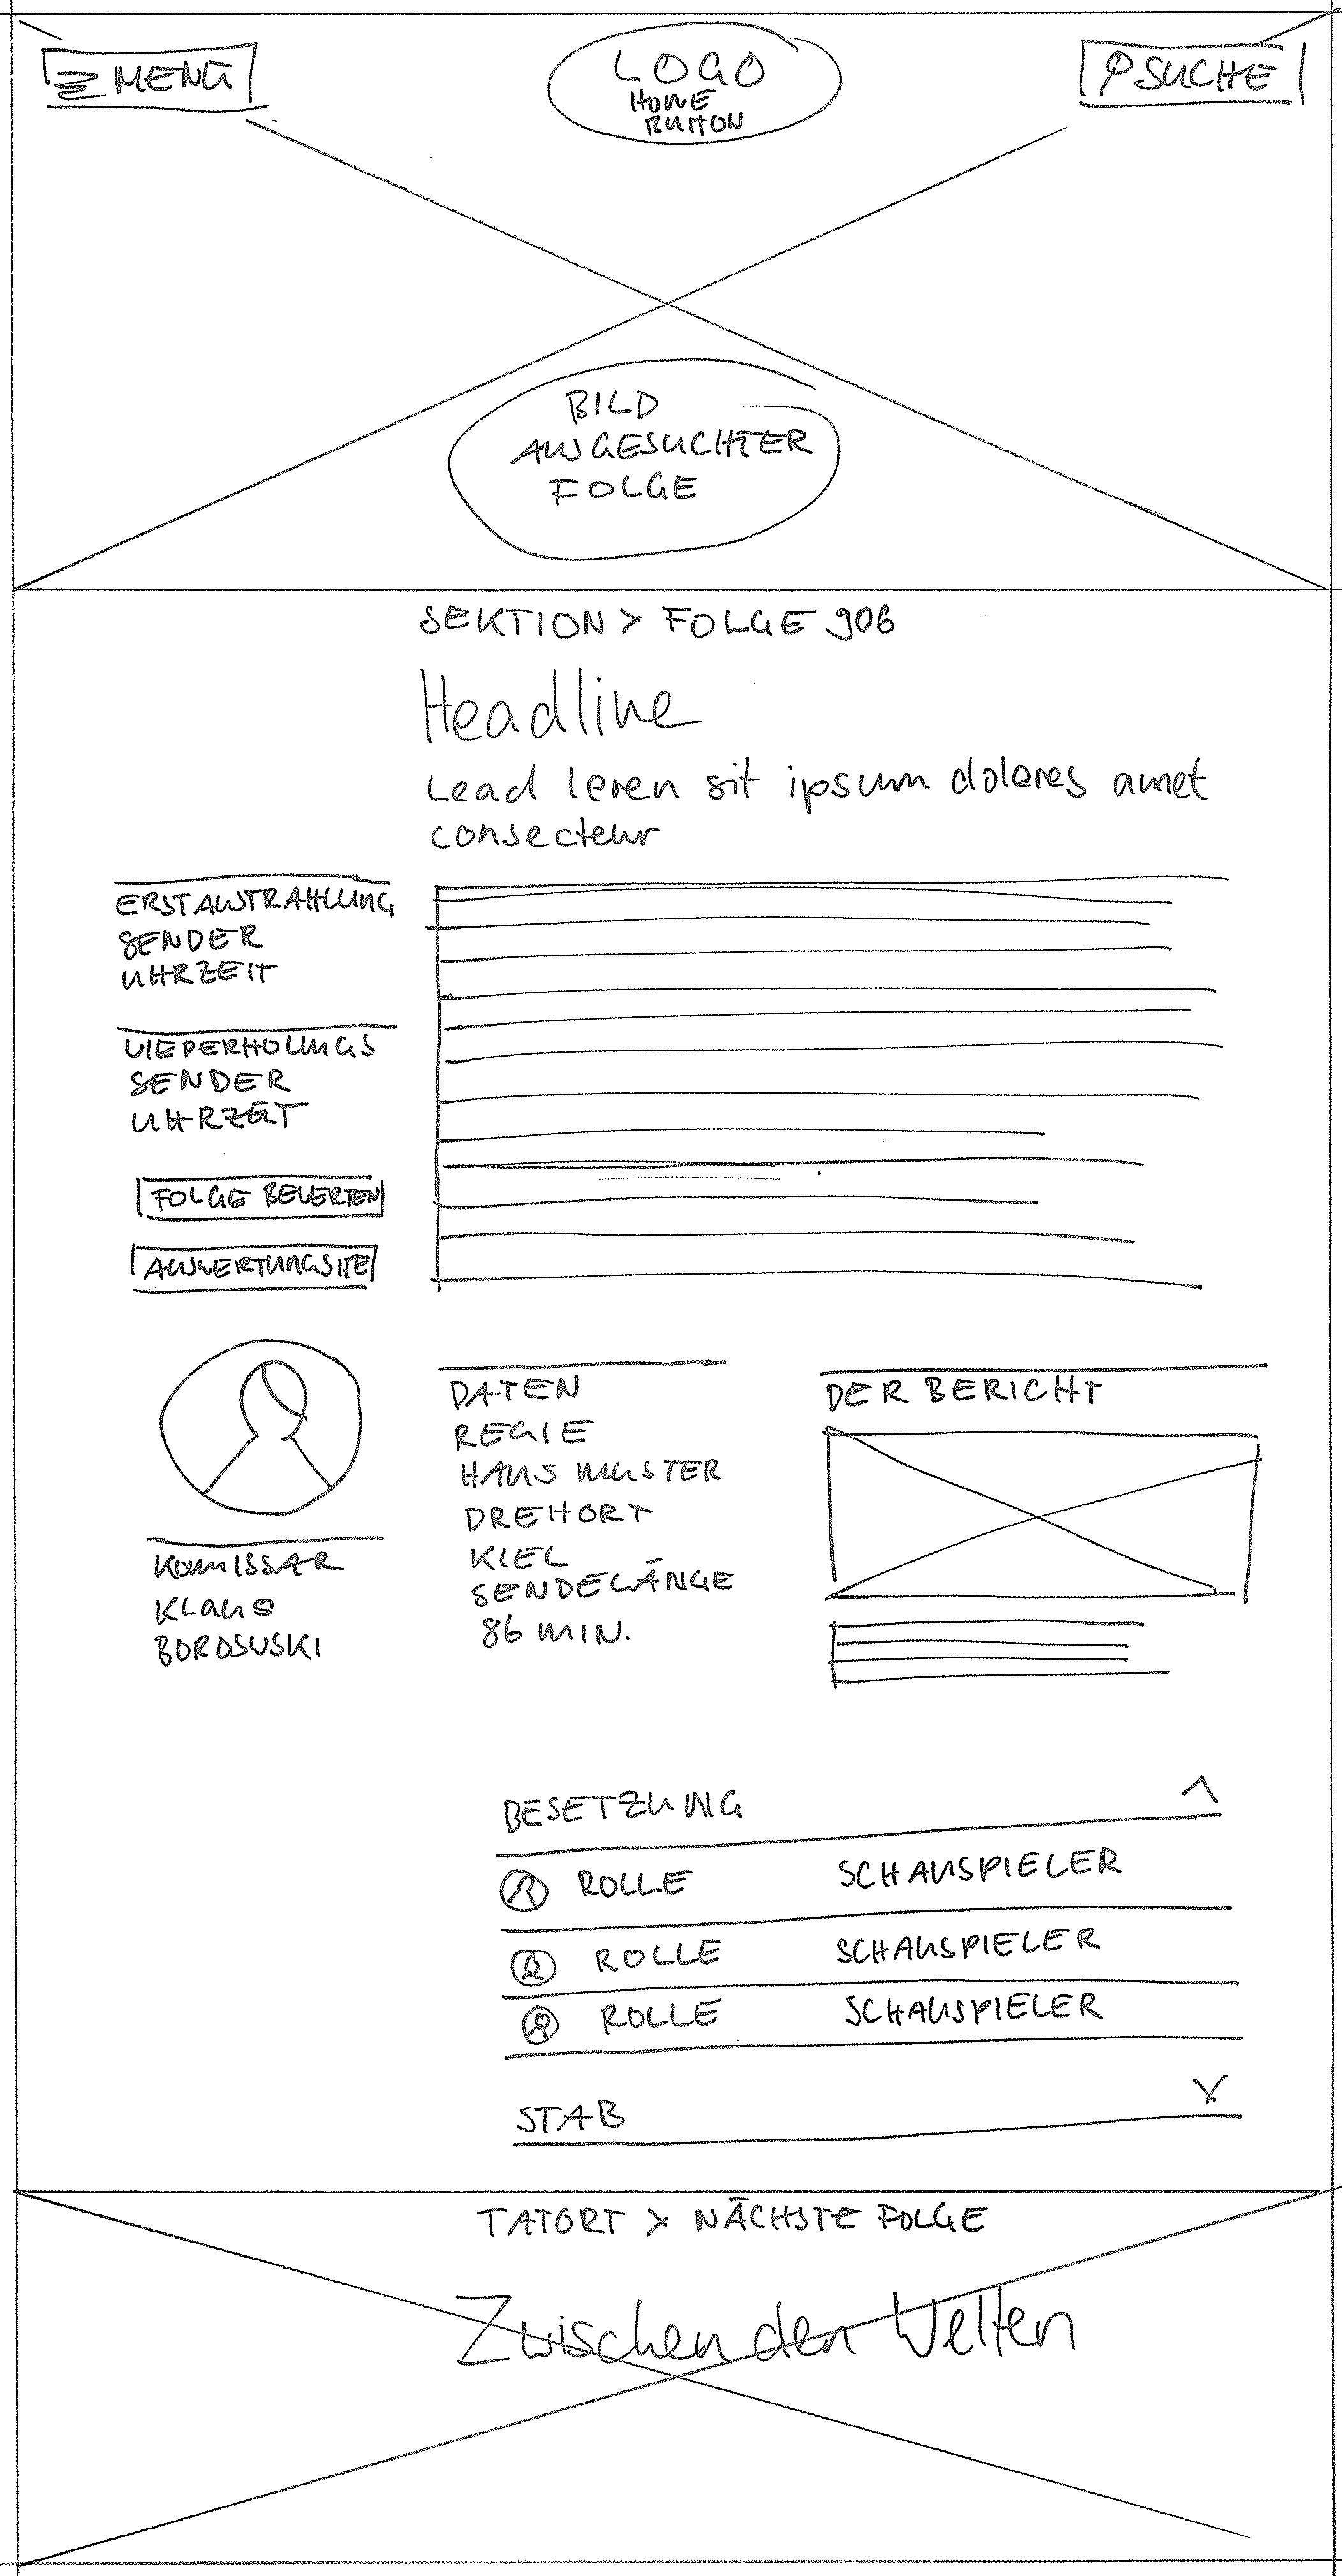 MENÜ
LOGO
HOME
BUTTON
SUCHE
BILD
AUSGESUCHTER
FOLGE
SEKTION > FOLGE 906
Headline
Lead leren sit ipsum dolores amet
consecteur
ERSTAUSTRAHLUNG
SENDER
UHRZEIT
WIEDERHOLUNGS
SENDER
UHRZEIT
FOLGE BEWERTEN
AUSWERTUNGSITE
DATEN
REGIE
HANS MUSTER
DREHORT
KIEL
SENDELÄNGE
86 MIN.
DER BERICHT
KOMMISSAR
KLaus
BOROWSKI
BESETZUNG
ROLLE SCHAUSPIELER
ROLLE SCHAUSPIELER
ROLLE SCHAUSPIELER
STAB
TATORT > NÄCHSTE FOLGE
Zwischen den Welten